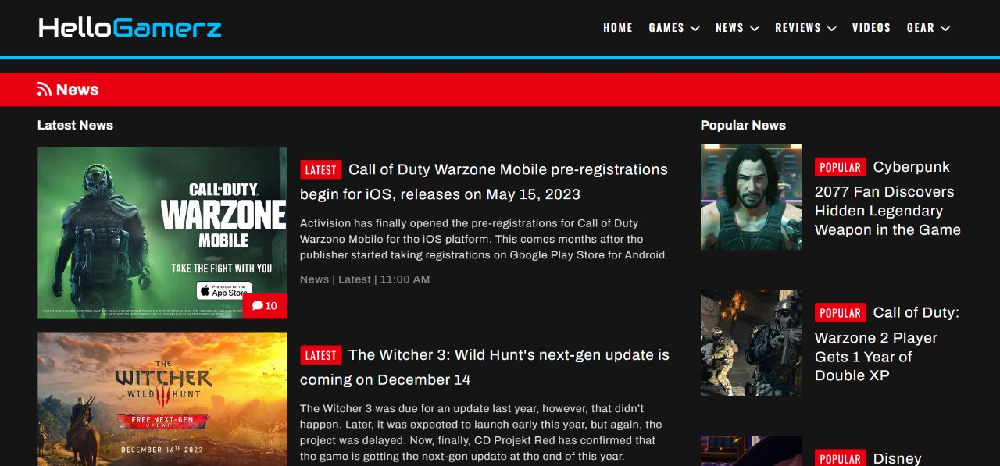 HelloGamerz
HOME GAMES NEWS REVIEWS VIDEOS GEAR
News
Latest News
CALL OF DUTY
WARZONE
MOBILE
TAKE THE FIGHT WITH YOU
Pre-order on the
App Store
10
LATEST Call of Duty Warzone Mobile pre-registrations
begin for iOS, releases on May 15, 2023
Activision has finally opened the pre-registrations for Call of Duty
Warzone Mobile for the iOS platform. This comes months after the
publisher started taking registrations on Google Play Store for Android.
News | Latest | 11:00 AM
THE
WITCHER
WILD HUNT
FREE NEXT-GEN
UPDATE
DECEMBER 14TH 2022
LATEST The Witcher 3: Wild Hunt's next-gen update is
coming on December 14
The Witcher 3 was due for an update last year, however, that didn't
happen. Later, it was expected to launch early this year, but again, the
project was delayed. Now, finally, CD Projekt Red has confirmed that
the game is getting the next-gen update at the end of this year.
Popular News
POPULAR Cyberpunk
2077 Fan Discovers
Hidden Legendary
Weapon in the Game
POPULAR Call of Duty:
Warzone 2 Player
Gets 1 Year of
Double XP
POPULAR Disney